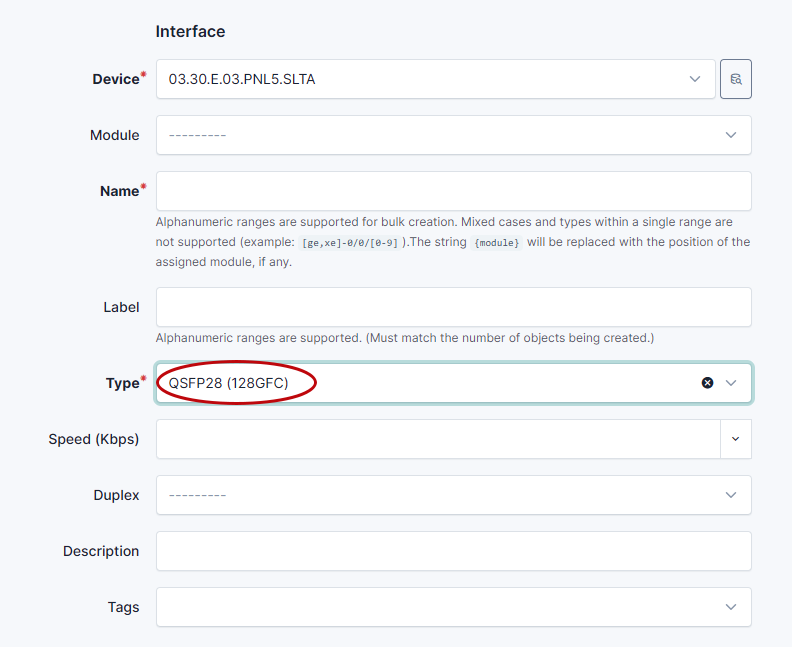 Interface
Device*
03.30.E.03.PNL5.SLTA
Module
---------
Name*
Alphanumeric ranges are supported for bulk creation. Mixed cases and types within a single range are
not supported (example: [ge,xe]-0/0/[0-9] ).The string {module} will be replaced with the position of the
assigned module, if any.
Label
Alphanumeric ranges are supported. (Must match the number of objects being created.)
Type*
QSFP28 (128GFC)
Speed (Kbps)
Duplex
---------
Description
Tags